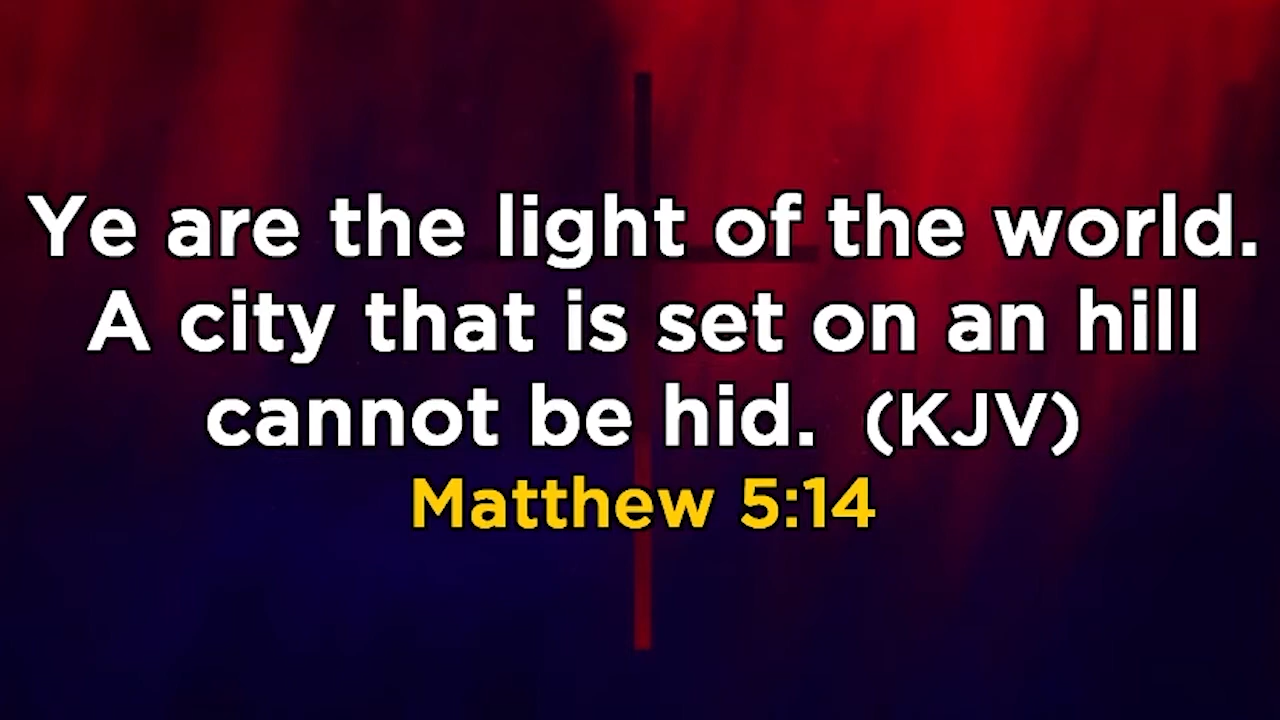 Ye are the light of the world.
A city that is set on an hill
cannot be hid.  (KJV)
Matthew 5:14